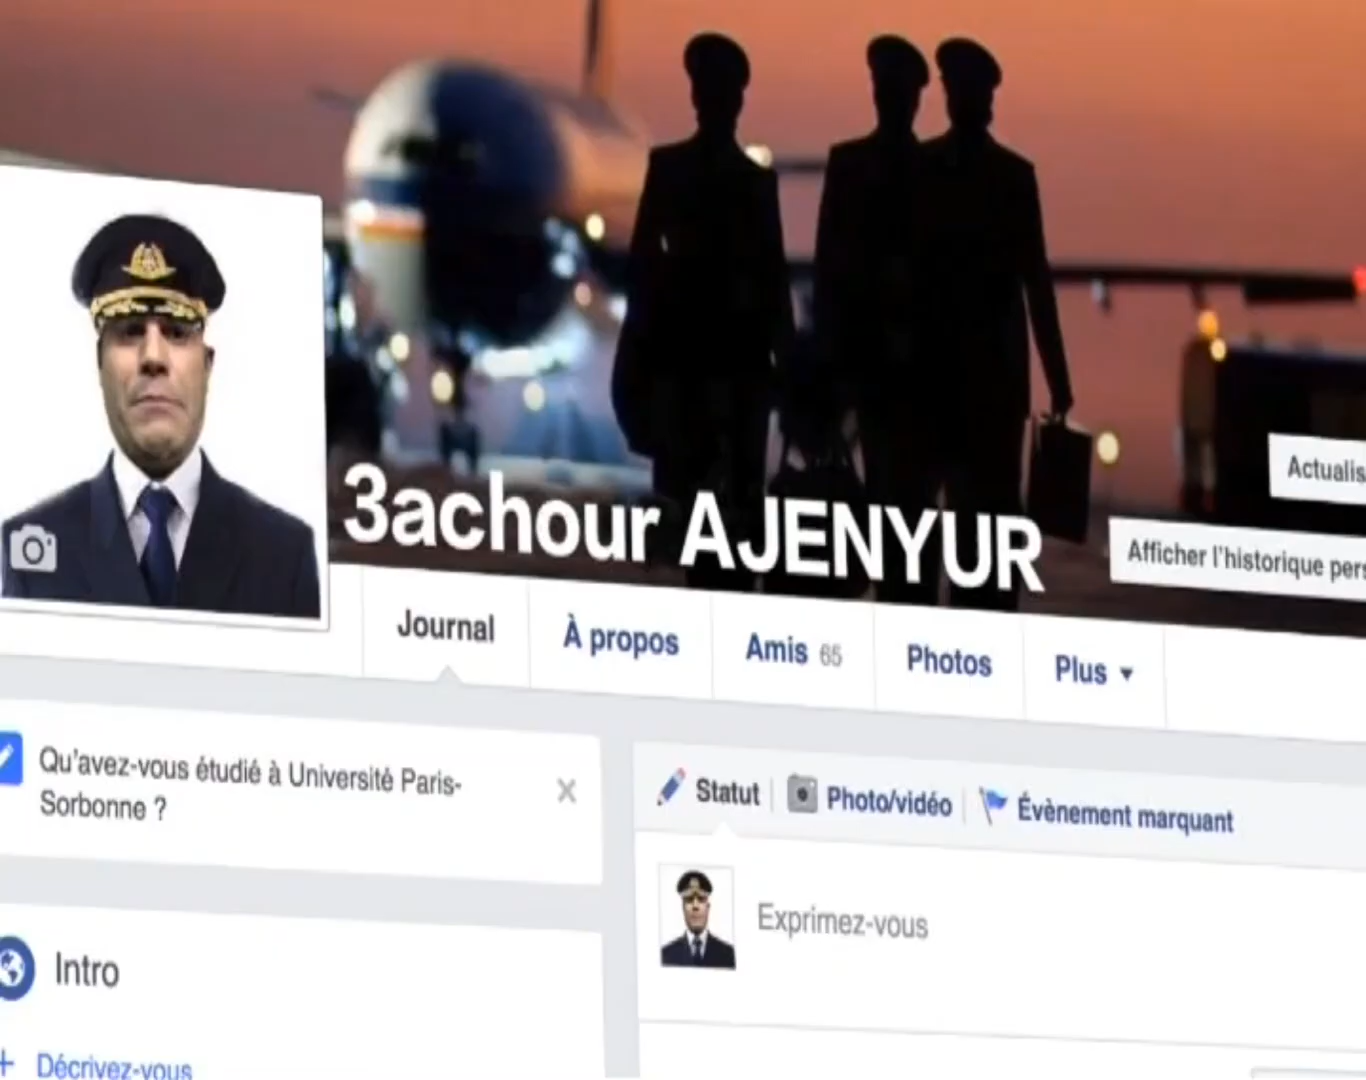 3achour AJENYUR
Actualis
Afficher l'historique pers
Journal
À propos
Amis 65
Photos
Plus
Qu'avez-vous étudié à Université Paris-
Sorbonne ?
Statut
Photo/vidéo
Évènement marquant
Exprimez-vous
Intro
Décrivez-vous